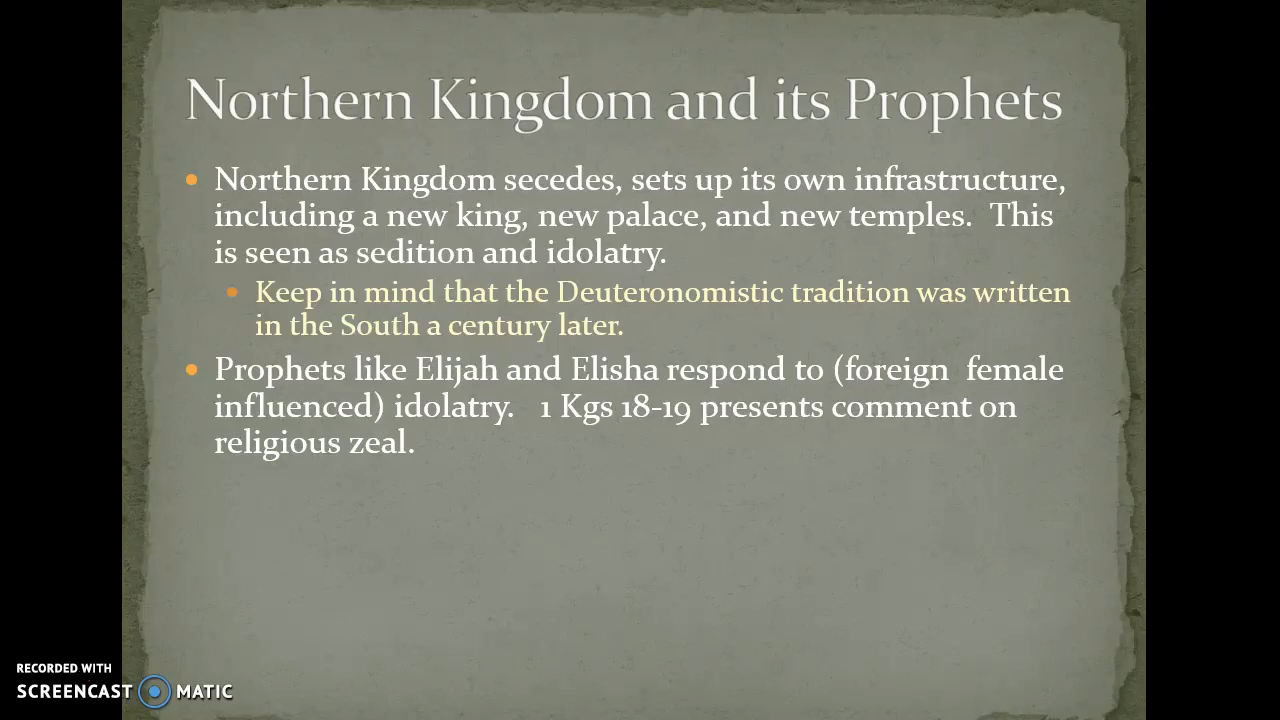 Northern Kingdom and its Prophets
• Northern Kingdom secedes, sets up its own infrastructure,
including a new king, new palace, and new temples.  This
is seen as sedition and idolatry.
• Keep in mind that the Deuteronomistic tradition was written
in the South a century later.
• Prophets like Elijah and Elisha respond to (foreign  female
influenced) idolatry.   1 Kgs 18-19 presents comment on
religious zeal.
RECORDED WITH
SCREENCAST MATIC